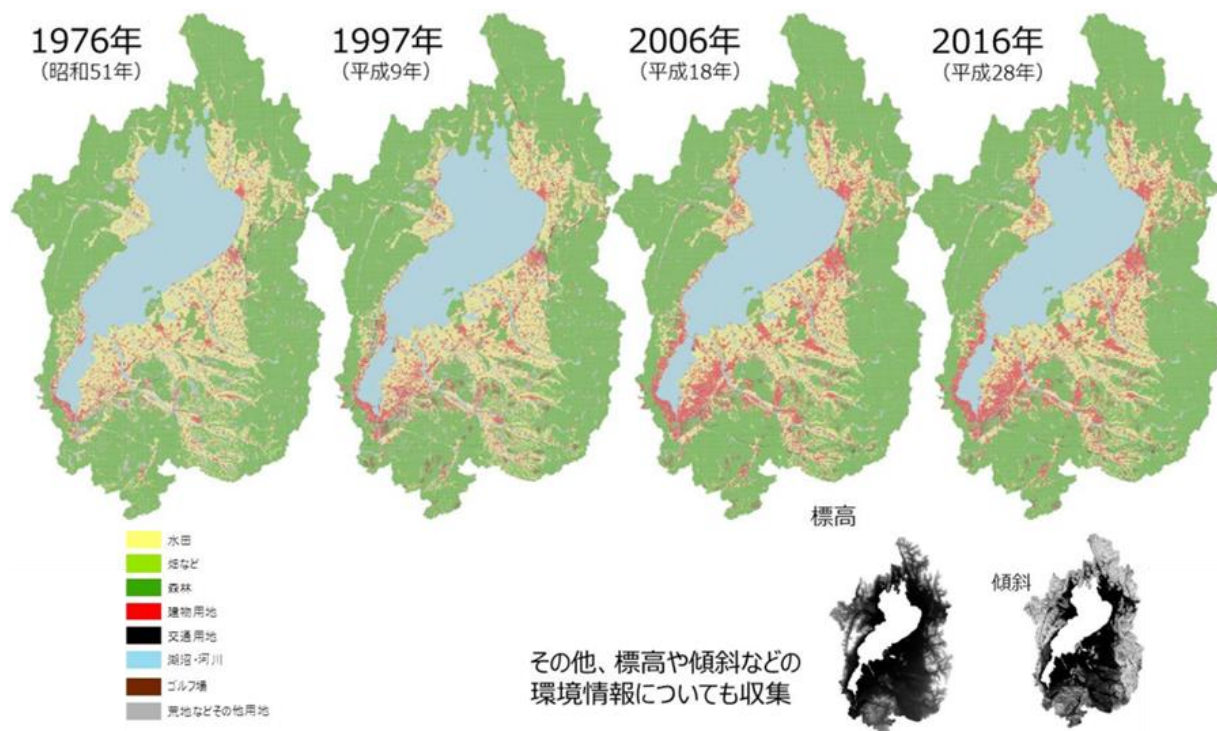 1976年
(昭和51年)
1997年
(平成9年)
2006年
(平成18年)
2016年
(平成28年)
水田
畑など
森林
建物用地
交通用地
湖沼・河川
ゴルフ場
荒地などその他用地
標高
傾斜
その他、標高や傾斜などの
環境情報についても収集